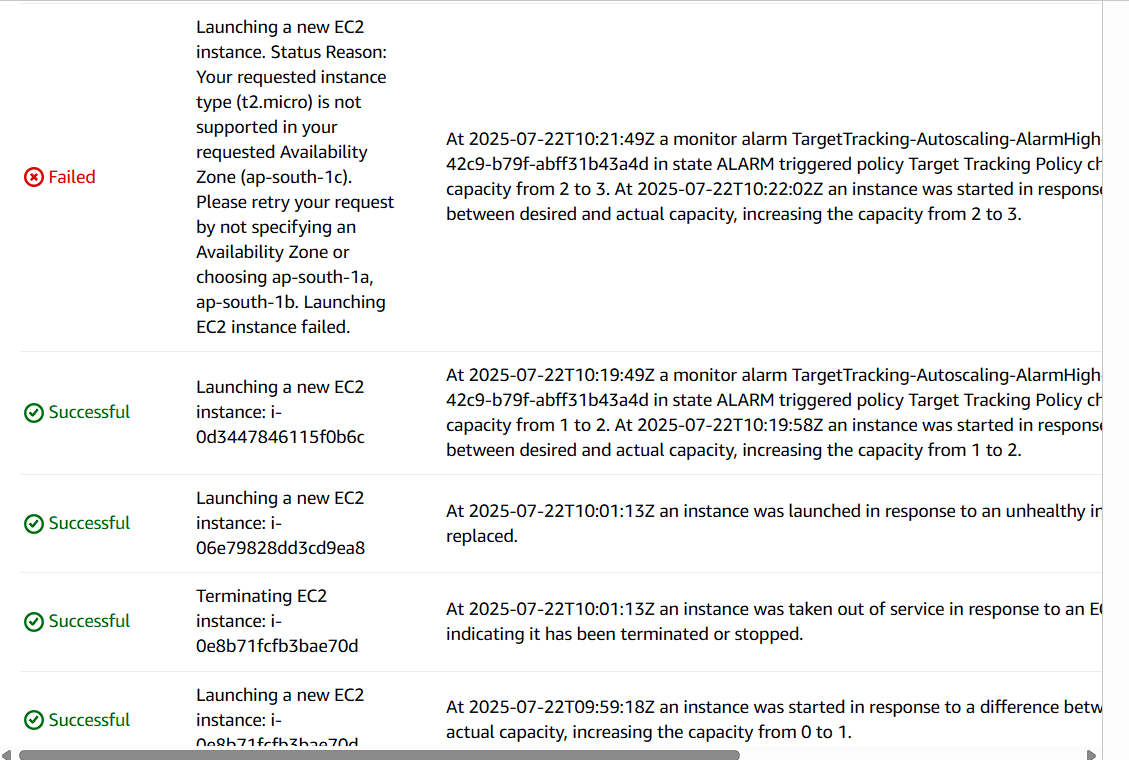 Launching a new EC2
instance. Status Reason:
Your requested instance
type (t2.micro) is not
supported in your
requested Availability
Zone (ap-south-1c).
Please retry your request
by not specifying an
Availability Zone or
choosing ap-south-1a,
ap-south-1b. Launching
EC2 instance failed.
Failed
At 2025-07-22T10:21:49Z a monitor alarm TargetTracking-Autoscaling-AlarmHigh
42c9-b79f-abff31b43a4d in state ALARM triggered policy Target Tracking Policy ch
capacity from 2 to 3. At 2025-07-22T10:22:02Z an instance was started in response
between desired and actual capacity, increasing the capacity from 2 to 3.
Successful
Launching a new EC2
instance: i-
0d3447846115f0b6c
At 2025-07-22T10:19:49Z a monitor alarm TargetTracking-Autoscaling-AlarmHigh
42c9-b79f-abff31b43a4d in state ALARM triggered policy Target Tracking Policy ch
capacity from 1 to 2. At 2025-07-22T10:19:58Z an instance was started in response
between desired and actual capacity, increasing the capacity from 1 to 2.
Successful
Launching a new EC2
instance: i-
06e79828dd3cd9ea8
At 2025-07-22T10:01:13Z an instance was launched in response to an unhealthy in
replaced.
Successful
Terminating EC2
instance: i-
0e8b71fcfb3bae70d
At 2025-07-22T10:01:13Z an instance was taken out of service in response to an EC
indicating it has been terminated or stopped.
Successful
Launching a new EC2
instance: i-
0e8b71fcfb3bae70d
At 2025-07-22T09:59:18Z an instance was started in response to a difference betw
actual capacity, increasing the capacity from 0 to 1.